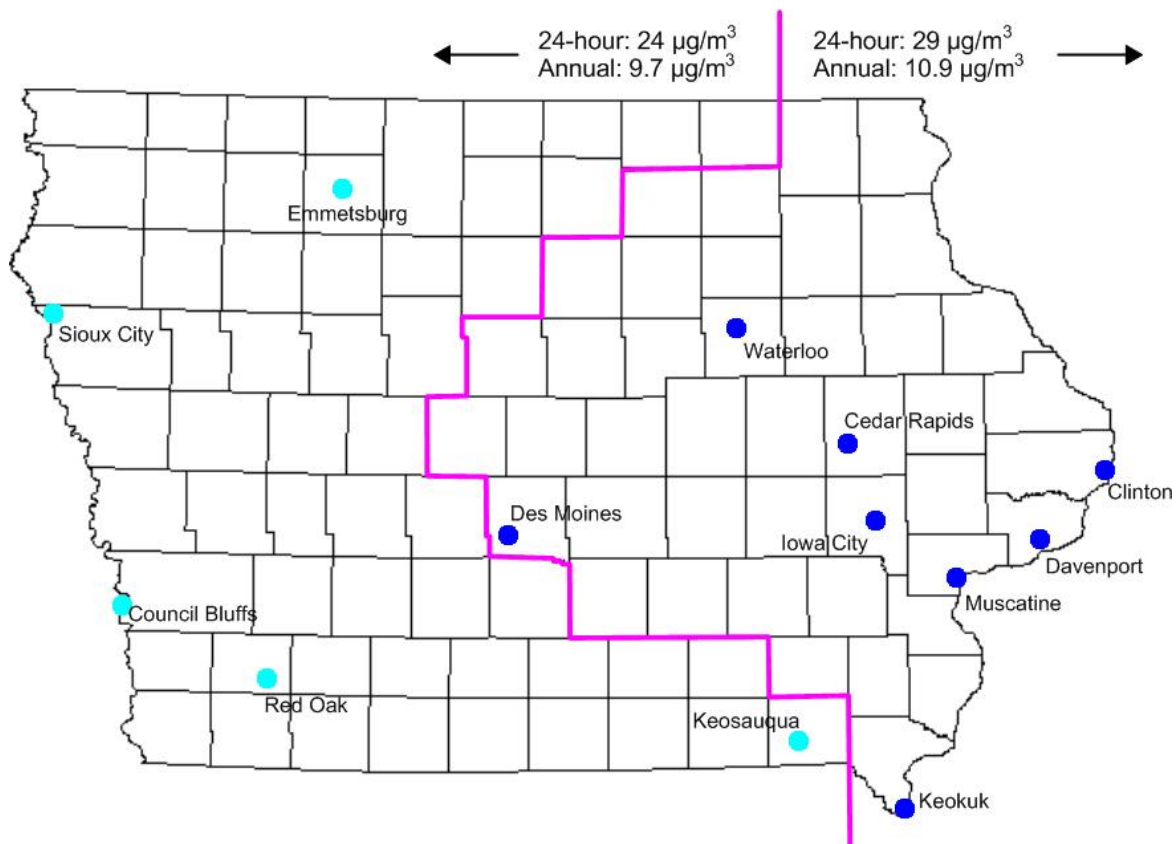 24-hour: 24 µg/m³
Annual: 9.7 µg/m³
24-hour: 29 µg/m³
Annual: 10.9 µg/m³
Emmetsburg
Sioux City
Waterloo
Cedar Rapids
Clinton
Des Moines
Iowa City
Davenport
Muscatine
Council Bluffs
Red Oak
Keosauqua
Keokuk